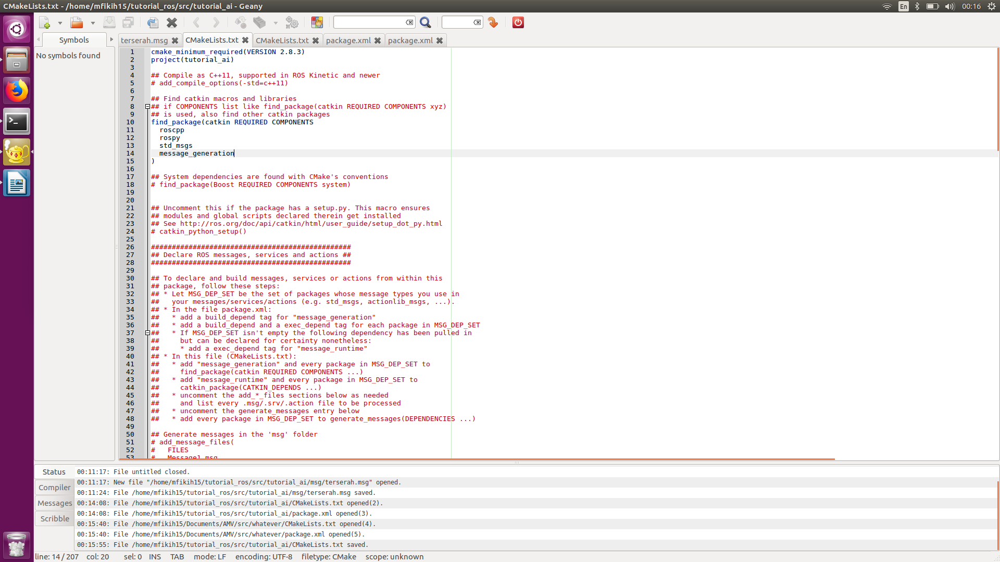 CMakeLists.txt - /home/mfikih15/tutorial_ros/src/tutorial_ai - Geany
En
00:16
Symbols
terserah.msg
CMakeLists.txt
CMakeLists.txt
package.xml
package.xml
No symbols found
1 cmake_minimum_required(VERSION 2.8.3)
2 project(tutorial_ai)
3
4 ## Compile as C++11, supported in ROS Kinetic and newer
5 # add_compile_options(-std=c++11)
6
7 ## Find catkin macros and libraries
8 ## if COMPONENTS list like find_package(catkin REQUIRED COMPONENTS xyz)
9 ## is used, also find other catkin packages
10 find_package(catkin REQUIRED COMPONENTS
11   roscpp
12   rospy
13   std_msgs
14   message_generation
15 )
16
17 ## System dependencies are found with CMake's conventions
18 # find_package(Boost REQUIRED COMPONENTS system)
19
20
21 ## Uncomment this if the package has a setup.py. This macro ensures
22 ## modules and global scripts declared therein get installed
23 ## See http://ros.org/doc/api/catkin/html/user_guide/setup_dot_py.html
24 # catkin_python_setup()
25
26 ################################################
27 ## Declare ROS messages, services and actions ##
28 ################################################
29
30 ## To declare and build messages, services or actions from within this
31 ## package, follow these steps:
32 ## * Let MSG_DEP_SET be the set of packages whose message types you use in
33 ##   your messages/services/actions (e.g. std_msgs, actionlib_msgs, ...).
34 ## * In the file package.xml:
35 ##   * add a build_depend tag for "message_generation"
36 ##   * add a build_depend and a exec_depend tag for each package in MSG_DEP_SET
37 ##   * If MSG_DEP_SET isn't empty the following dependency has been pulled in
38 ##     but can be declared for certainty nonetheless:
39 ##     * add a exec_depend tag for "message_runtime"
40 ## * In this file (CMakeLists.txt):
41 ##   * add "message_generation" and every package in MSG_DEP_SET to
42 ##     find_package(catkin REQUIRED COMPONENTS ...)
43 ##   * add "message_runtime" and every package in MSG_DEP_SET to
44 ##     catkin_package(CATKIN_DEPENDS ...)
45 ##   * uncomment the add_*_files sections below as needed
46 ##     and list every .msg/.srv/.action file to be processed
47 ##   * uncomment the generate_messages entry below
48 ##   * add every package in MSG_DEP_SET to generate_messages(DEPENDENCIES ...)
49
50 ## Generate messages in the 'msg' folder
51 # add_message_files(
52 #   FILES
53 #   Message1.msg
Status
Compiler
Messages
Scribble
00:11:17: File untitled closed.
00:11:17: New file "/home/mfikih15/tutorial_ros/src/tutorial_ai/msg/terserah.msg" opened.
00:11:24: File /home/mfikih15/tutorial_ros/src/tutorial_ai/msg/terserah.msg saved.
00:14:08: File /home/mfikih15/tutorial_ros/src/tutorial_ai/CMakeLists.txt opened(2).
00:14:08: File /home/mfikih15/tutorial_ros/src/tutorial_ai/package.xml opened(3).
00:15:40: File /home/mfikih15/Documents/AMV/src/whatever/CMakeLists.txt opened(4).
00:15:40: File /home/mfikih15/Documents/AMV/src/whatever/package.xml opened(5).
00:15:55: File /home/mfikih15/tutorial_ros/src/tutorial_ai/CMakeLists.txt saved.
line: 14 / 207 col: 20 sel: 0 INS TAB mode: LF encoding: UTF-8 filetype: CMake scope: unknown